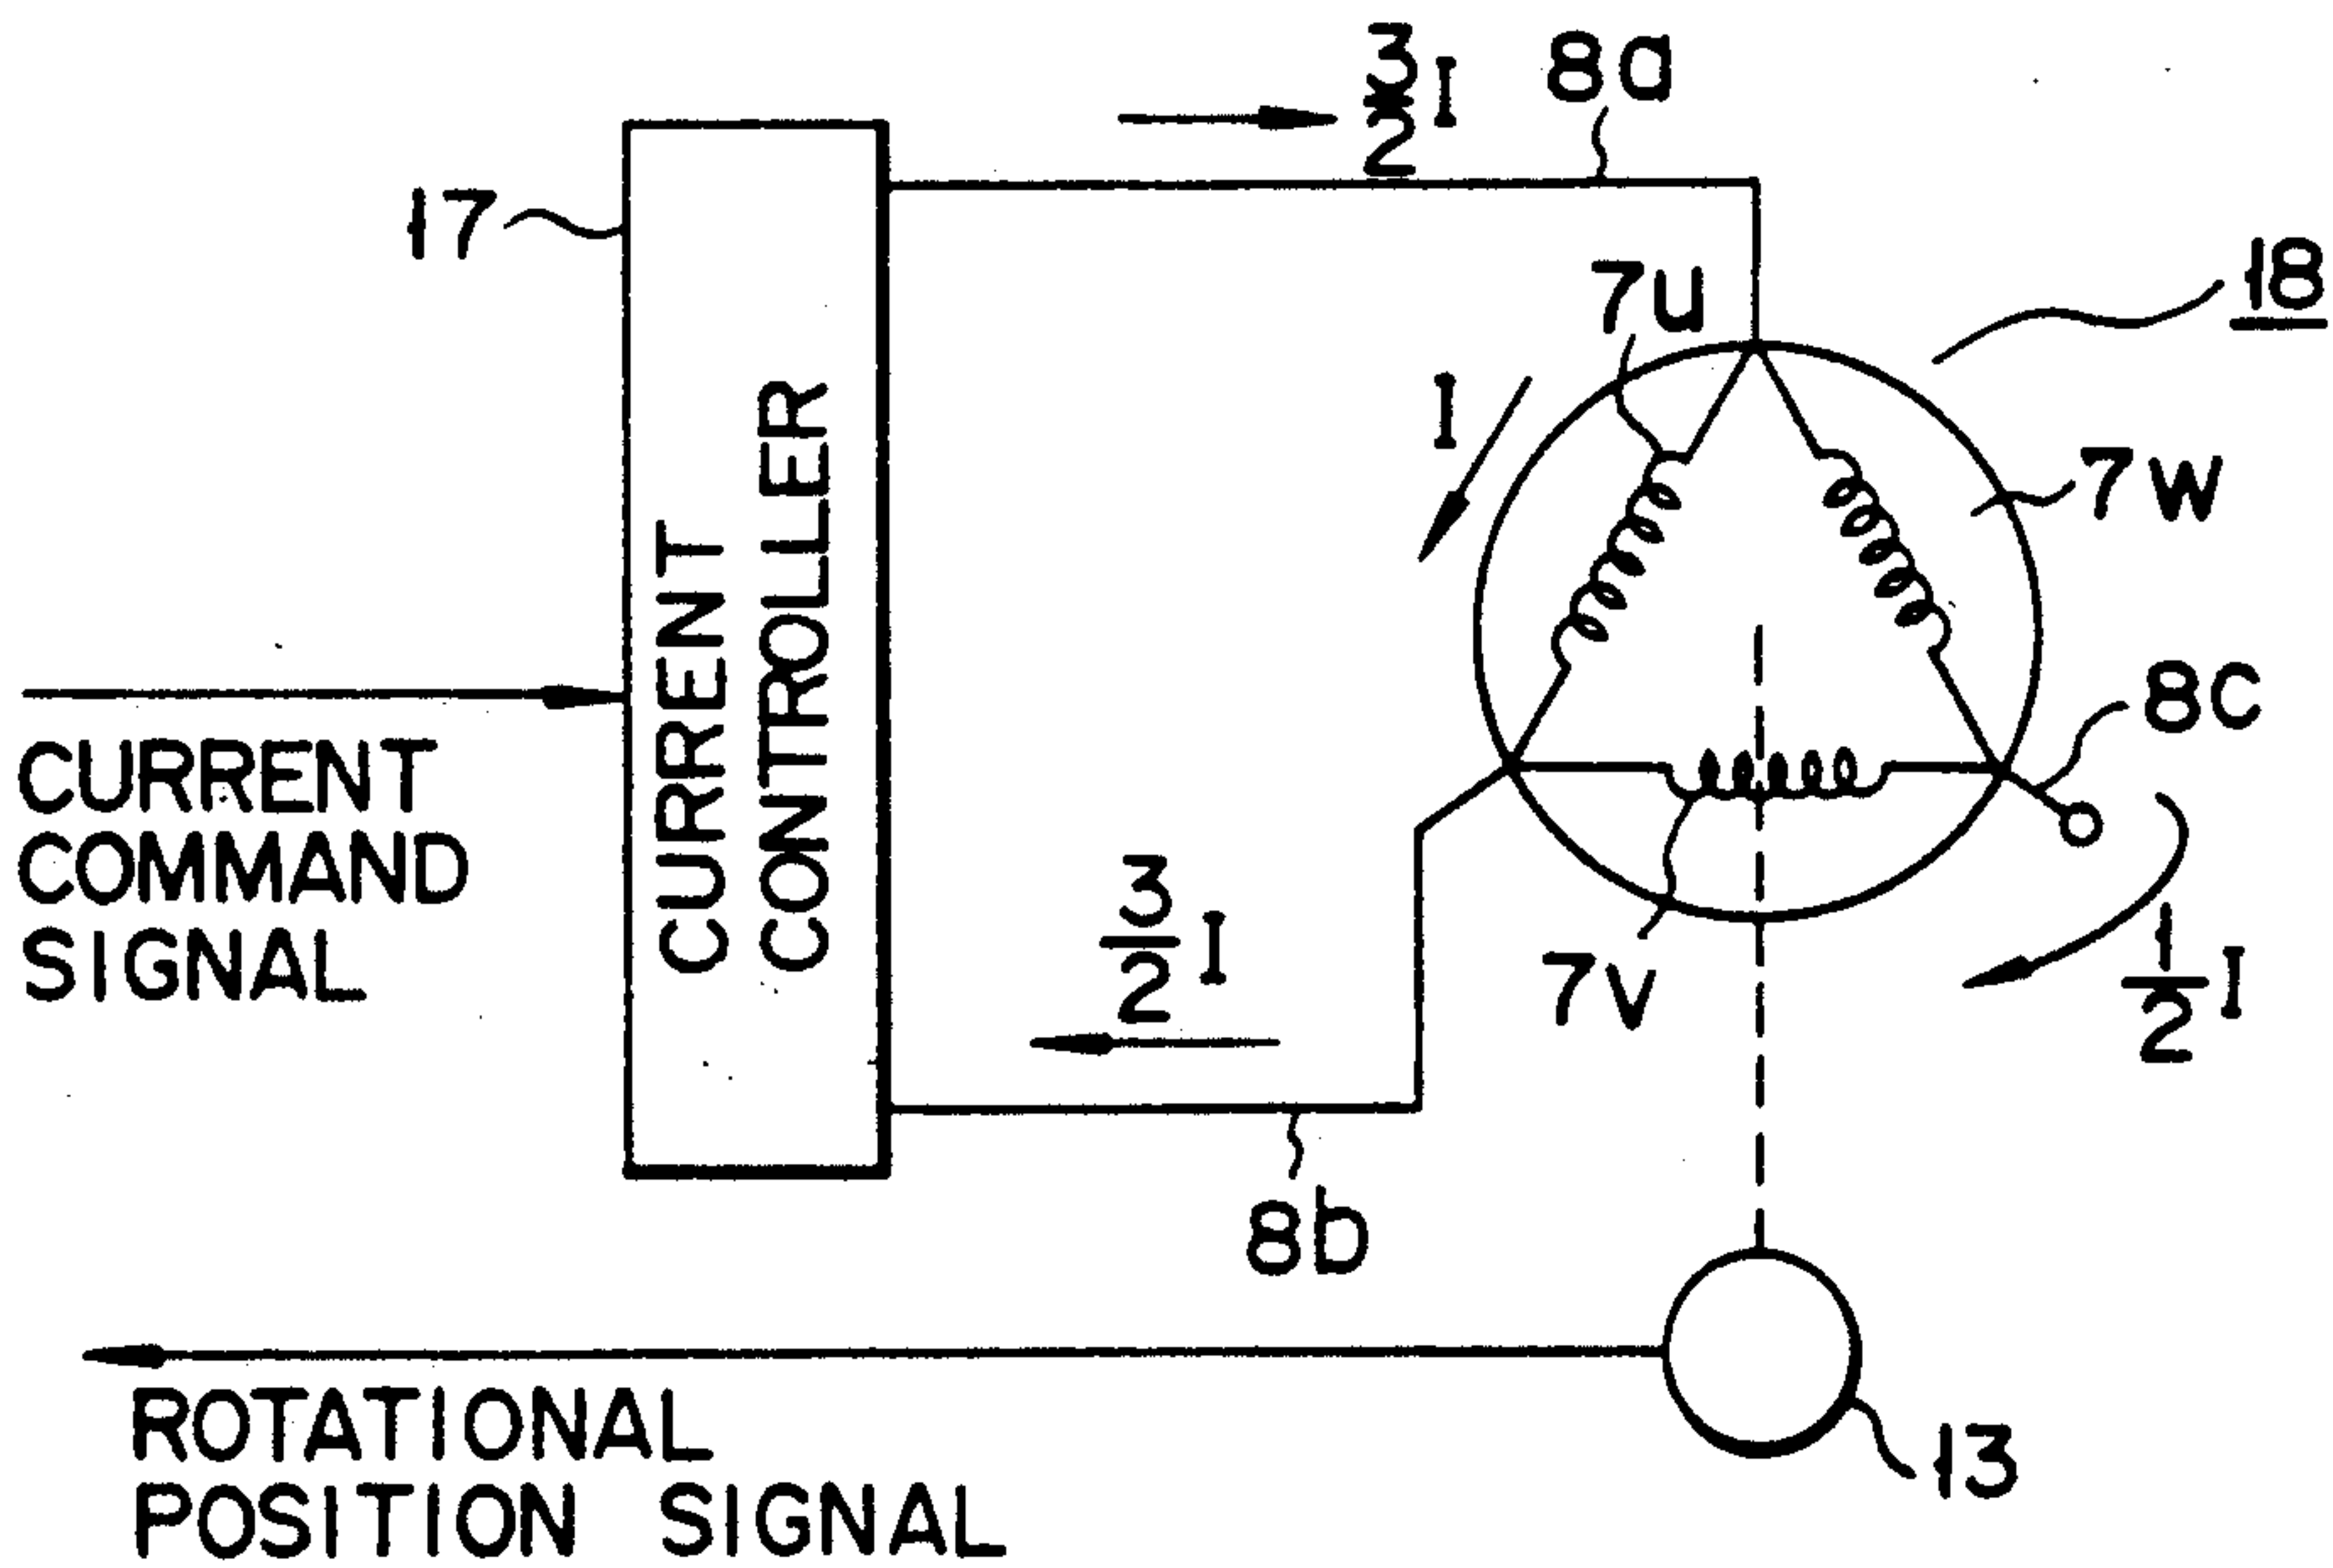 3/2 I
8a
17
18
7U
I
7W
CURRENT
CONTROLLER
8C
CURRENT
COMMAND
SIGNAL
3/2 I
7V
1/2 I
8b
13
ROTATIONAL
POSITION SIGNAL